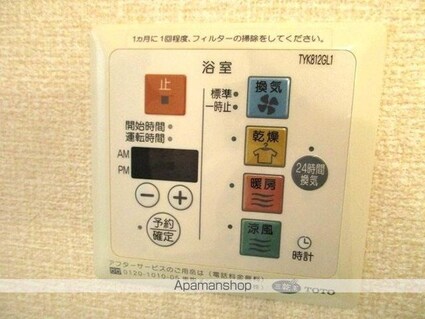 1カ月に1回程度、フィルターの掃除をしてください。
TYK812GL1
浴室
止
換気
標準
一時止
開始時間
運転時間
乾燥
AM
PM
24時間
換気
暖房
予約
確定
涼風
時計
アフターサービスのご用命は
0120-1010-05
TOTO
Apamanshop